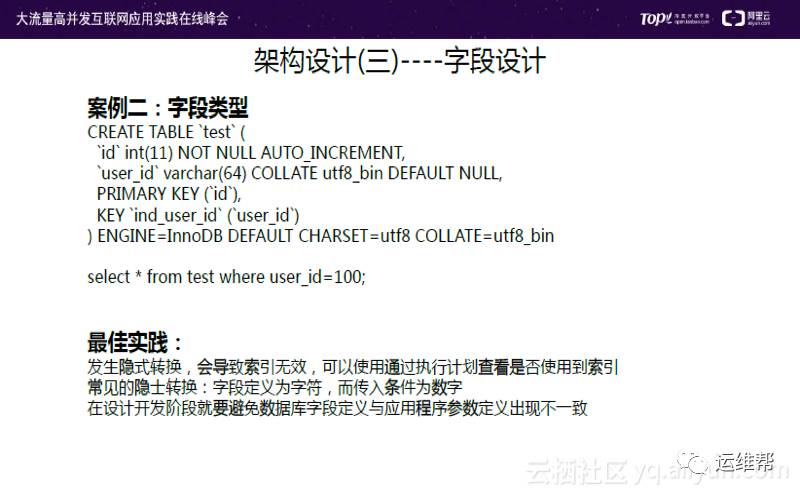 大流量高并发互联网应用实践在线峰会
TOP! 淘宝开放平台
open.taobao.com
阿里云
aliyun.com
架构设计(三)----字段设计
案例二：字段类型
CREATE TABLE `test` (
`id` int(11) NOT NULL AUTO_INCREMENT,
`user_id` varchar(64) COLLATE utf8_bin DEFAULT NULL,
PRIMARY KEY (`id`),
KEY `ind_user_id` (`user_id`)
) ENGINE=InnoDB DEFAULT CHARSET=utf8 COLLATE=utf8_bin
select * from test where user_id=100;
最佳实践：
发生隐式转换，会导致索引无效，可以使用通过执行计划查看是否使用到索引
常见的隐士转换：字段定义为字符，而传入条件为数字
在设计开发阶段就要避免数据库字段定义与应用程序参数定义出现不一致
运维帮
云栖社区 yq.aliyun.com